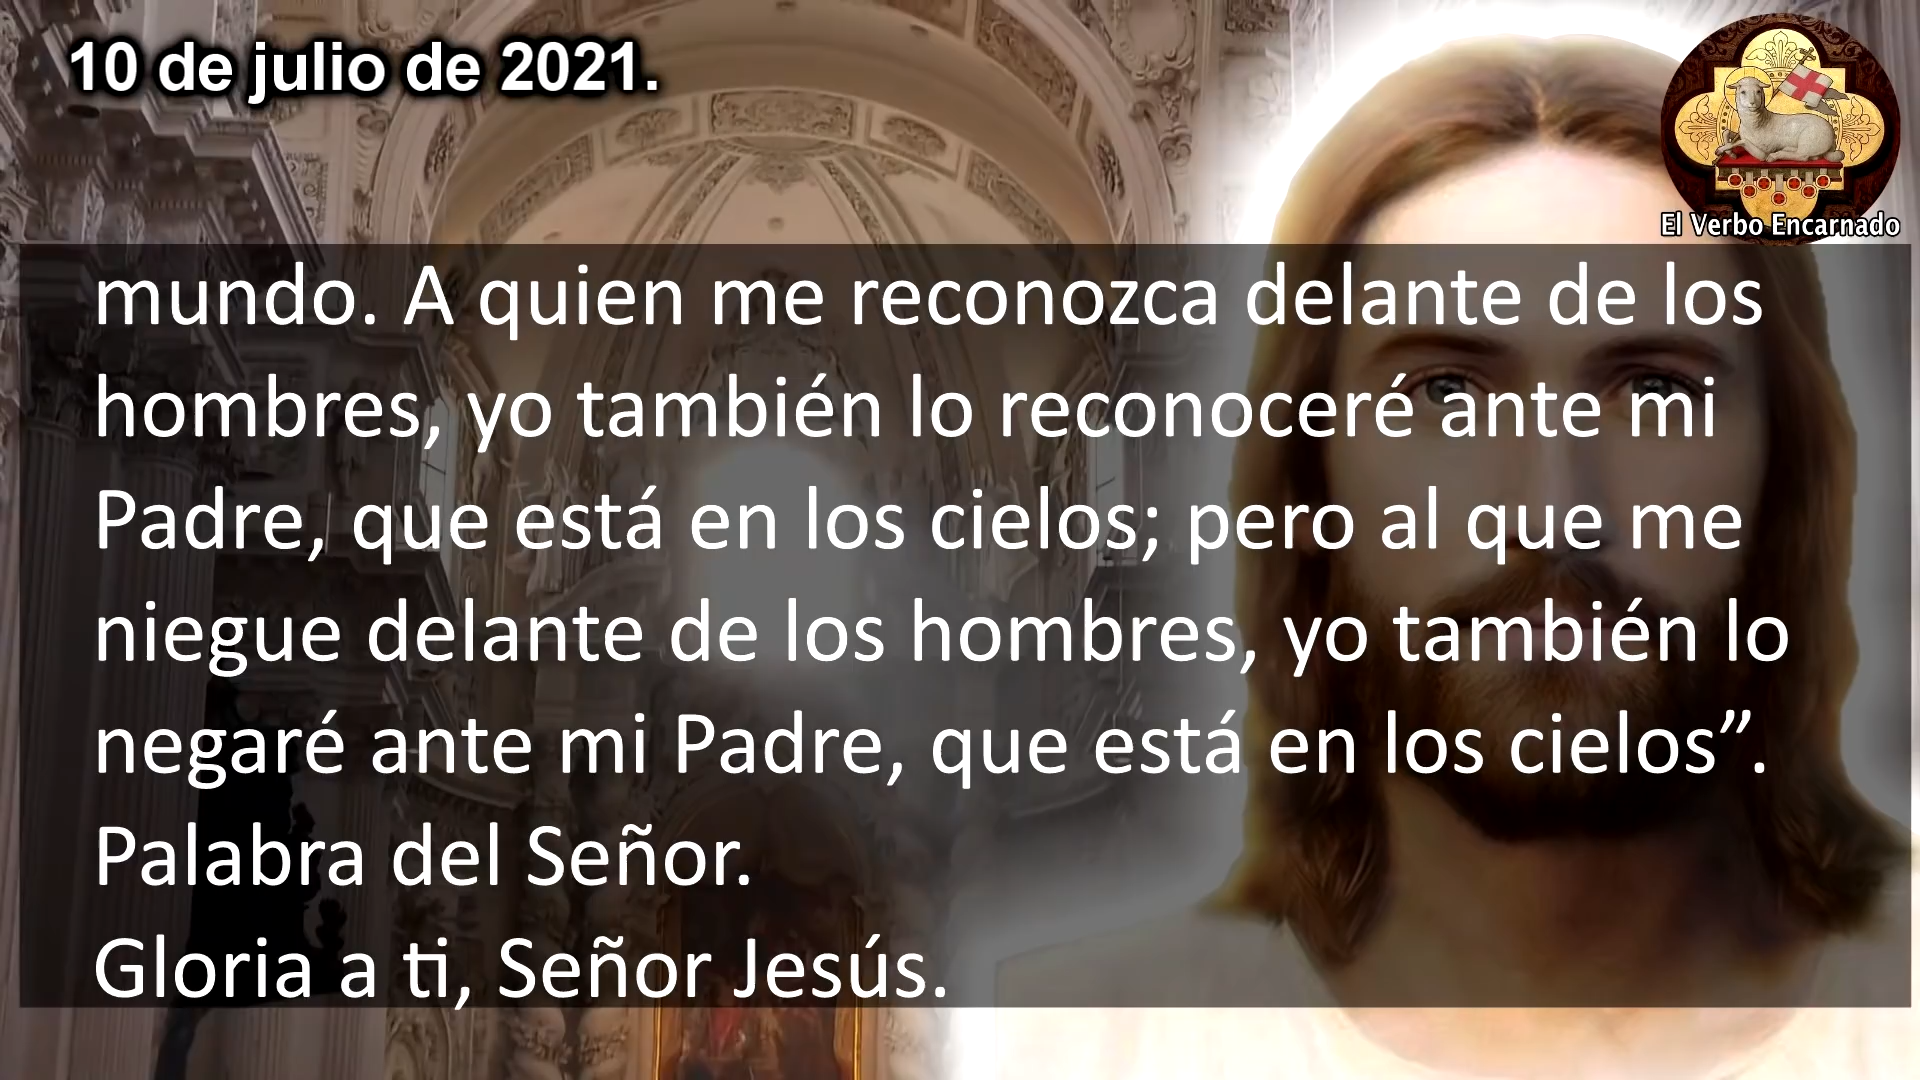 10 de julio de 2021.
El Verbo Encarnado
mundo. A quien me reconozca delante de los
hombres, yo también lo reconoceré ante mi
Padre, que está en los cielos; pero al que me
niegue delante de los hombres, yo también lo
negaré ante mi Padre, que está en los cielos”.
Palabra del Señor.
Gloria a ti, Señor Jesús.